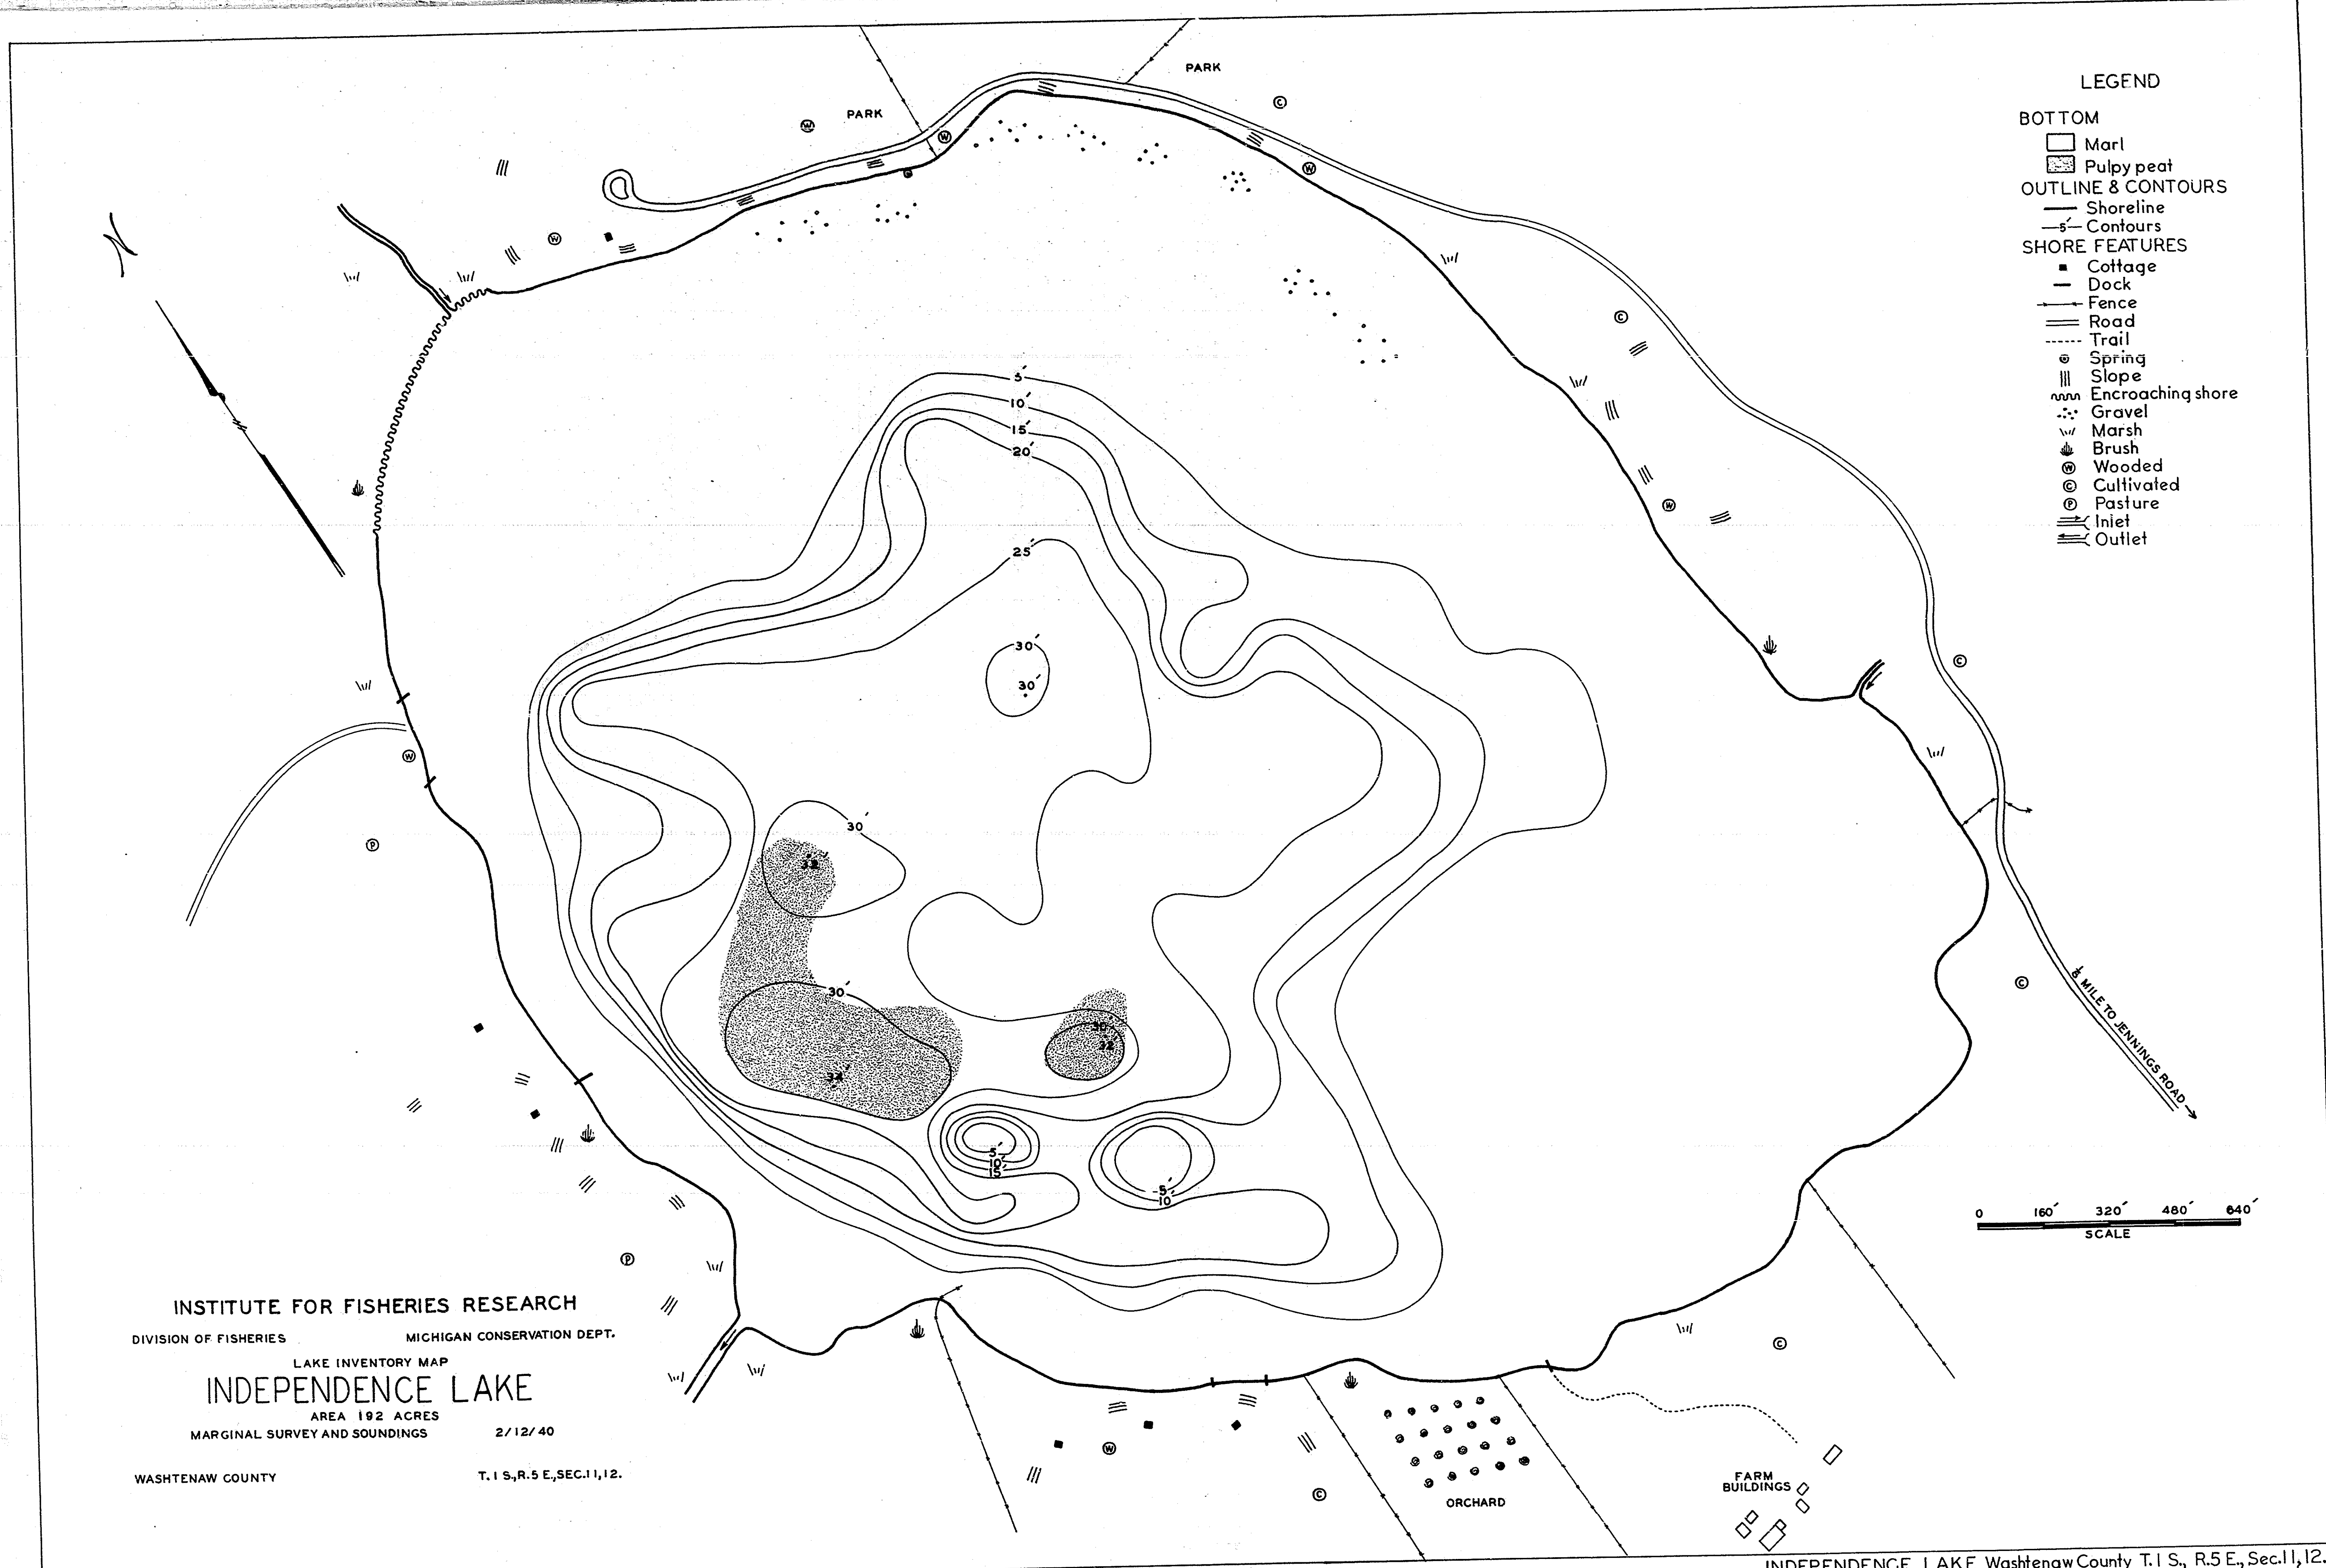 PARK
PARK
LEGEND
BOTTOM
Marl
Pulpy peat
OUTLINE & CONTOURS
Shoreline
5' Contours
SHORE FEATURES
Cottage
Dock
Fence
Road
Trail
Spring
Slope
Encroaching shore
Gravel
Marsh
Brush
W Wooded
C Cultivated
P Pasture
Inlet
Outlet
N
W
C
W
W
W
C
W
C
W
P
C
P
W
C
C
5'
10'
15'
20'
25'
30'
30'
30'
30'
30'
32'
5'
10'
15'
5'
10'
MILE TO JENNINGS ROAD
0 160' 320' 480' 640'
SCALE
INSTITUTE FOR FISHERIES RESEARCH
DIVISION OF FISHERIES MICHIGAN CONSERVATION DEPT.
LAKE INVENTORY MAP
INDEPENDENCE LAKE
AREA 192 ACRES
MARGINAL SURVEY AND SOUNDINGS 2/12/40
WASHTENAW COUNTY T. 1 S., R. 5 E., SEC. 11, 12.
ORCHARD
FARM
BUILDINGS
INDEPENDENCE LAKE Washtenaw County T. 1 S., R. 5 E., Sec. 11, 12.